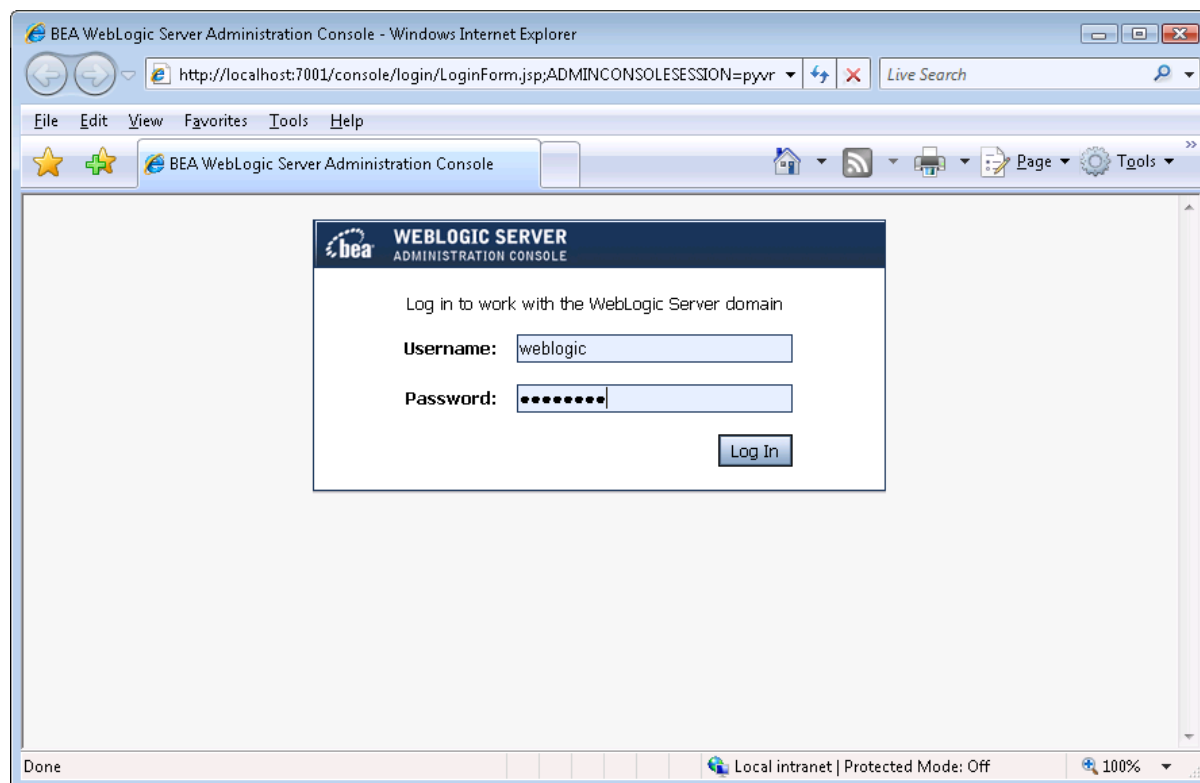 BEA WebLogic Server Administration Console - Windows Internet Explorer
http://localhost:7001/console/login/LoginForm.jsp;ADMINCONSOLESESSION=pyvr Live Search
File Edit View Favorites Tools Help
BEA WebLogic Server Administration Console Page Tools »
bea WEBLOGIC SERVER
ADMINISTRATION CONSOLE
Log in to work with the WebLogic Server domain
Username: weblogic
Password: ●●●●●●●●
Log In
Done Local intranet | Protected Mode: Off 100%